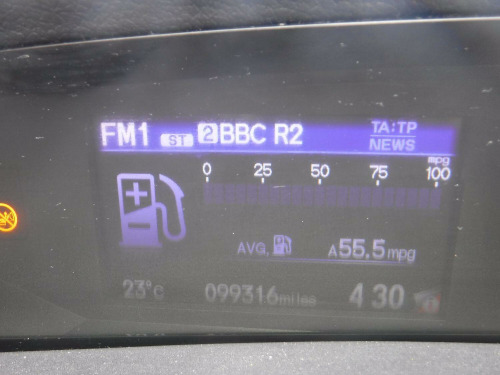 FM1 ST 2 BBC R2 TA:TP
NEWS
mpg
0 25 50 75 100
AVG. A55.5mpg
23°C 099316miles 4 30